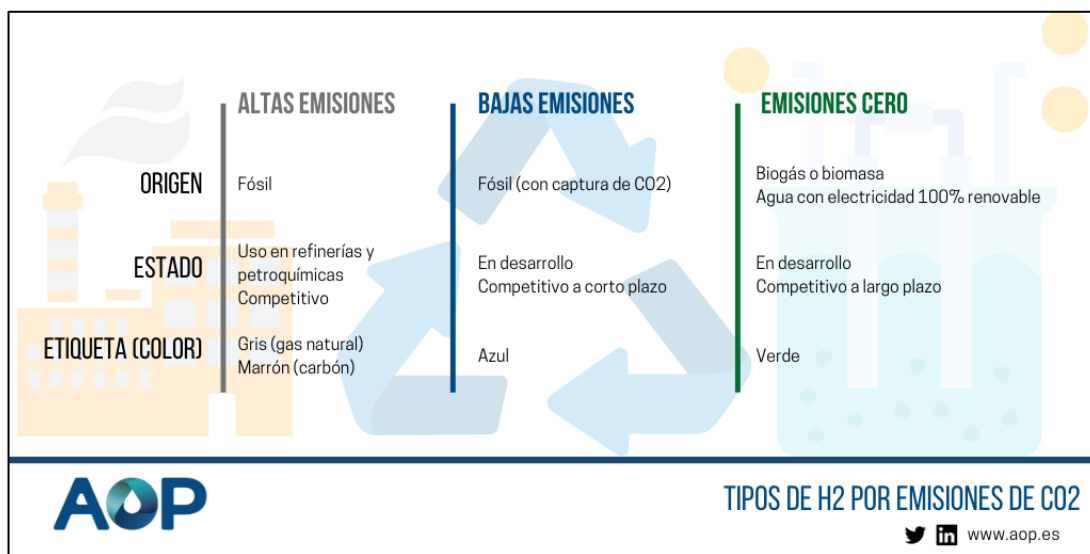 ALTAS EMISIONES
BAJAS EMISIONES
EMISIONES CERO
ORIGEN
Fósil
Fósil (con captura de CO2)
Biogás o biomasa
Agua con electricidad 100% renovable
ESTADO
Uso en refinerías y
petroquímicas
Competitivo
En desarrollo
Competitivo a corto plazo
En desarrollo
Competitivo a largo plazo
ETIQUETA (COLOR)
Gris (gas natural)
Marrón (carbón)
Azul
Verde
AOP
TIPOS DE H2 POR EMISIONES DE CO2
in
www.aop.es